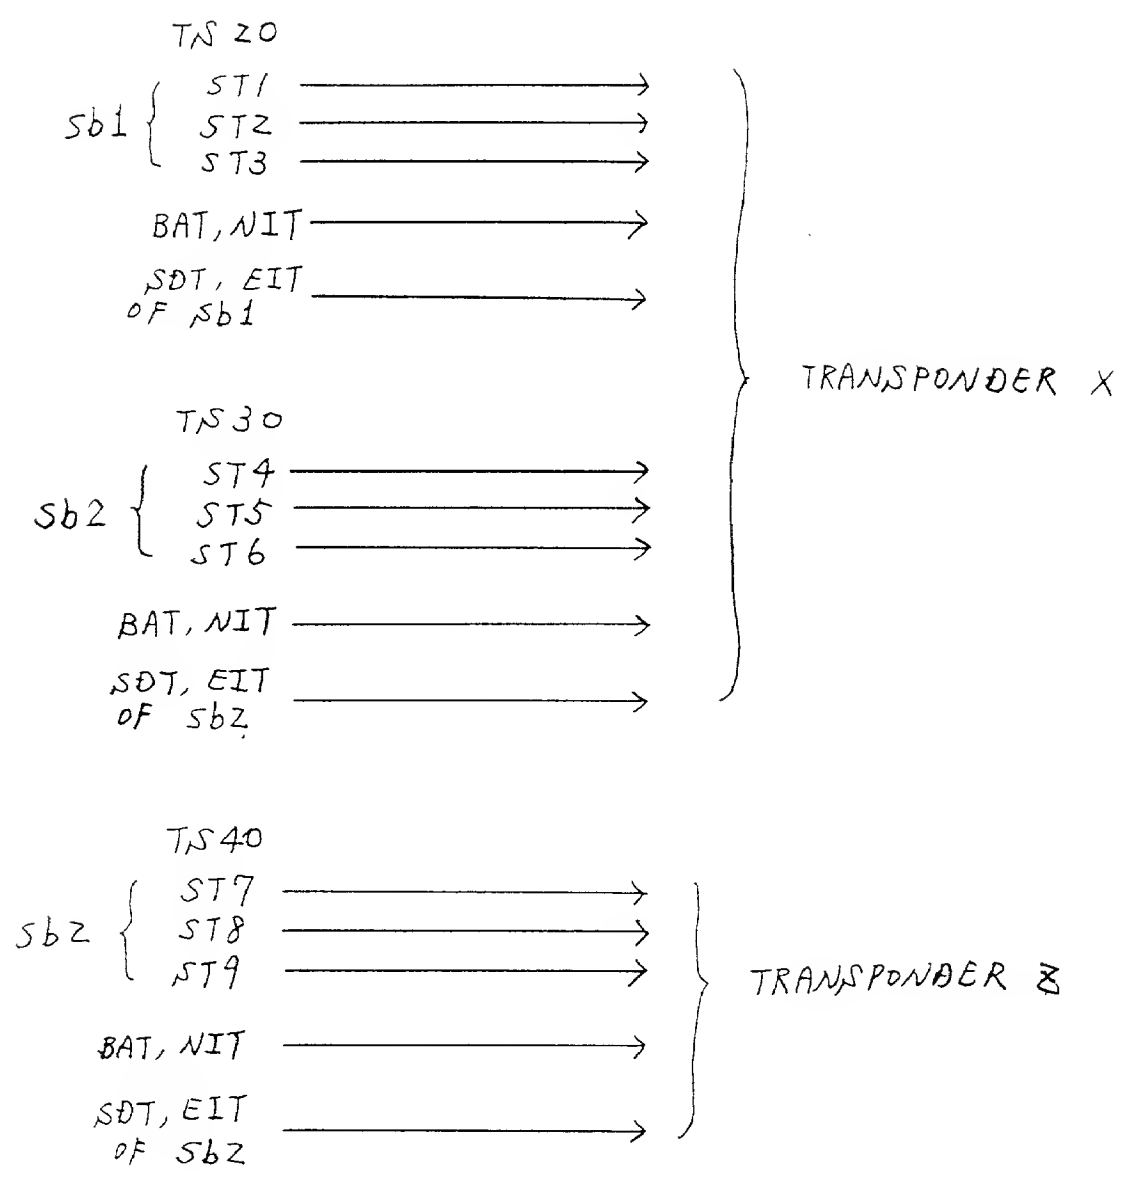 TS 20
ST1
sb1
ST2
ST3
BAT, NIT
SDT, EIT
OF sb1
TRANSPONDER X
TS 30
ST4
sb2
ST5
ST6
BAT, NIT
SDT, EIT
OF sb2
TS 40
ST7
sb2
ST8
ST9
TRANSPONDER Z
BAT, NIT
SDT, EIT
OF sb2